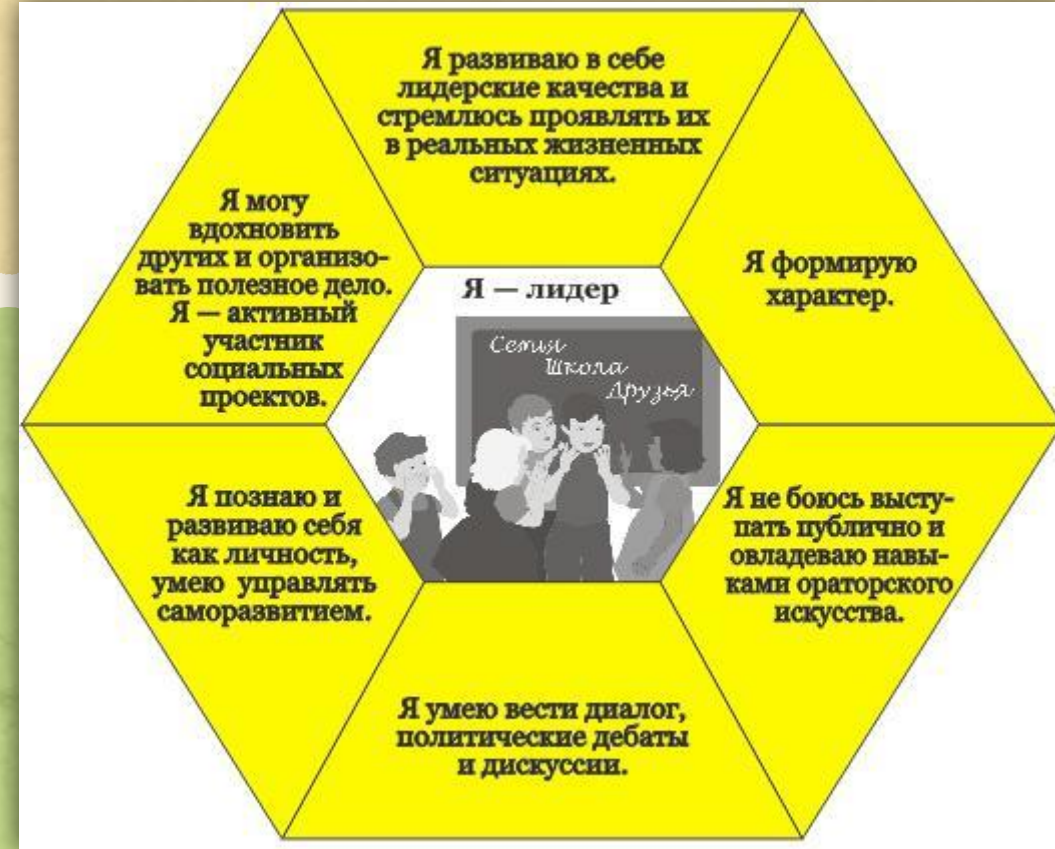 Я развиваю в себе
лидерские качества и
стремлюсь проявлять их
в реальных жизненных
ситуациях.
Я могу
вдохновить
других и организо-
вать полезное дело.
Я — активный
участник
социальных
проектов.
Я формирую
характер.
Я — лидер
Семья
Школа
Друзья
Я познаю и
развиваю себя
как личность,
умею управлять
саморазвитием.
Я не боюсь высту-
пать публично и
овладеваю навы-
ками ораторского
искусства.
Я умею вести диалог,
политические дебаты
и дискуссии.